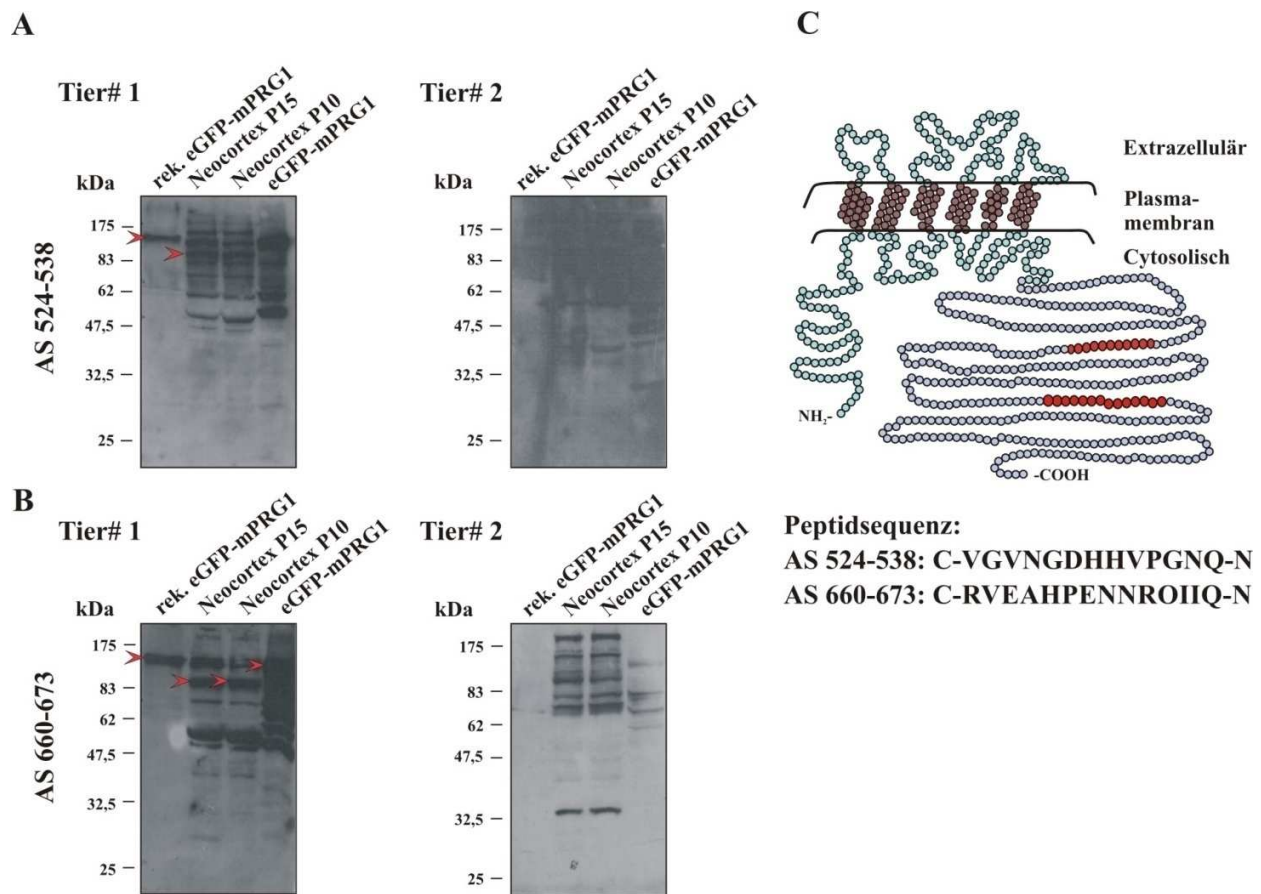 A
Tier# 1
rek. eGFP-mPRG1
Neocortex P15
Neocortex P10
eGFP-mPRG1
kDa
175
83
62
47,5
32,5
25
AS 524-538
Tier# 2
rek. eGFP-mPRG1
Neocortex P15
Neocortex P10
eGFP-mPRG1
kDa
175
83
62
47,5
32,5
25
B
Tier# 1
rek. eGFP-mPRG1
Neocortex P15
Neocortex P10
eGFP-mPRG1
kDa
175
83
62
47,5
32,5
25
AS 660-673
Tier# 2
rek. eGFP-mPRG1
Neocortex P15
Neocortex P10
eGFP-mPRG1
kDa
175
83
62
47,5
32,5
25
C
Extrazellulär
Plasma-
membran
Cytosolisch
NH2-
-COOH
Peptidsequenz:
AS 524-538: C-VGVNGDHHVPGNQ-N
AS 660-673: C-RVEAHPENNROIIQ-N